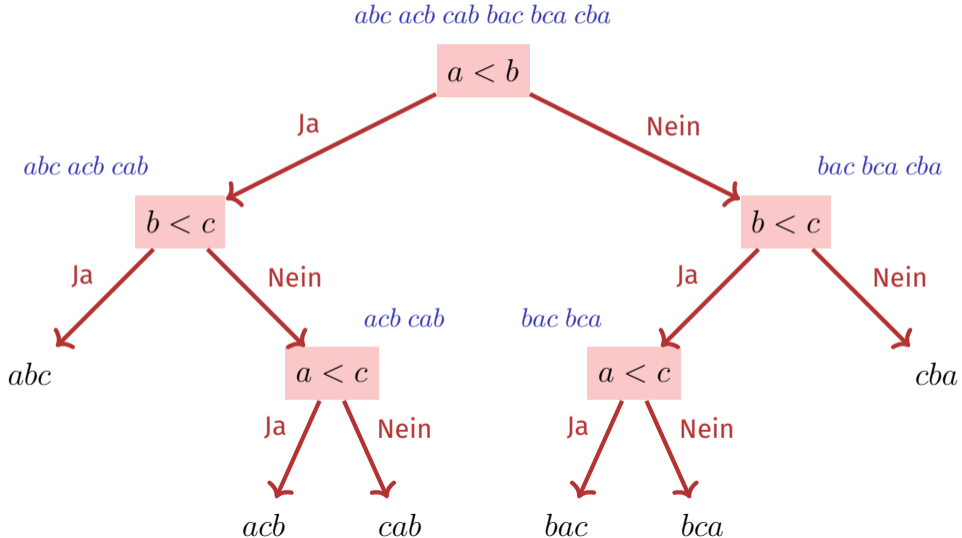 abc acb cab bac bca cba
a < b
Ja
Nein
abc acb cab
bac bca cba
b < c
b < c
Ja
Nein
Ja
Nein
acb cab
bac bca
abc
a < c
a < c
cba
Ja
Nein
Ja
Nein
acb
cab
bac
bca